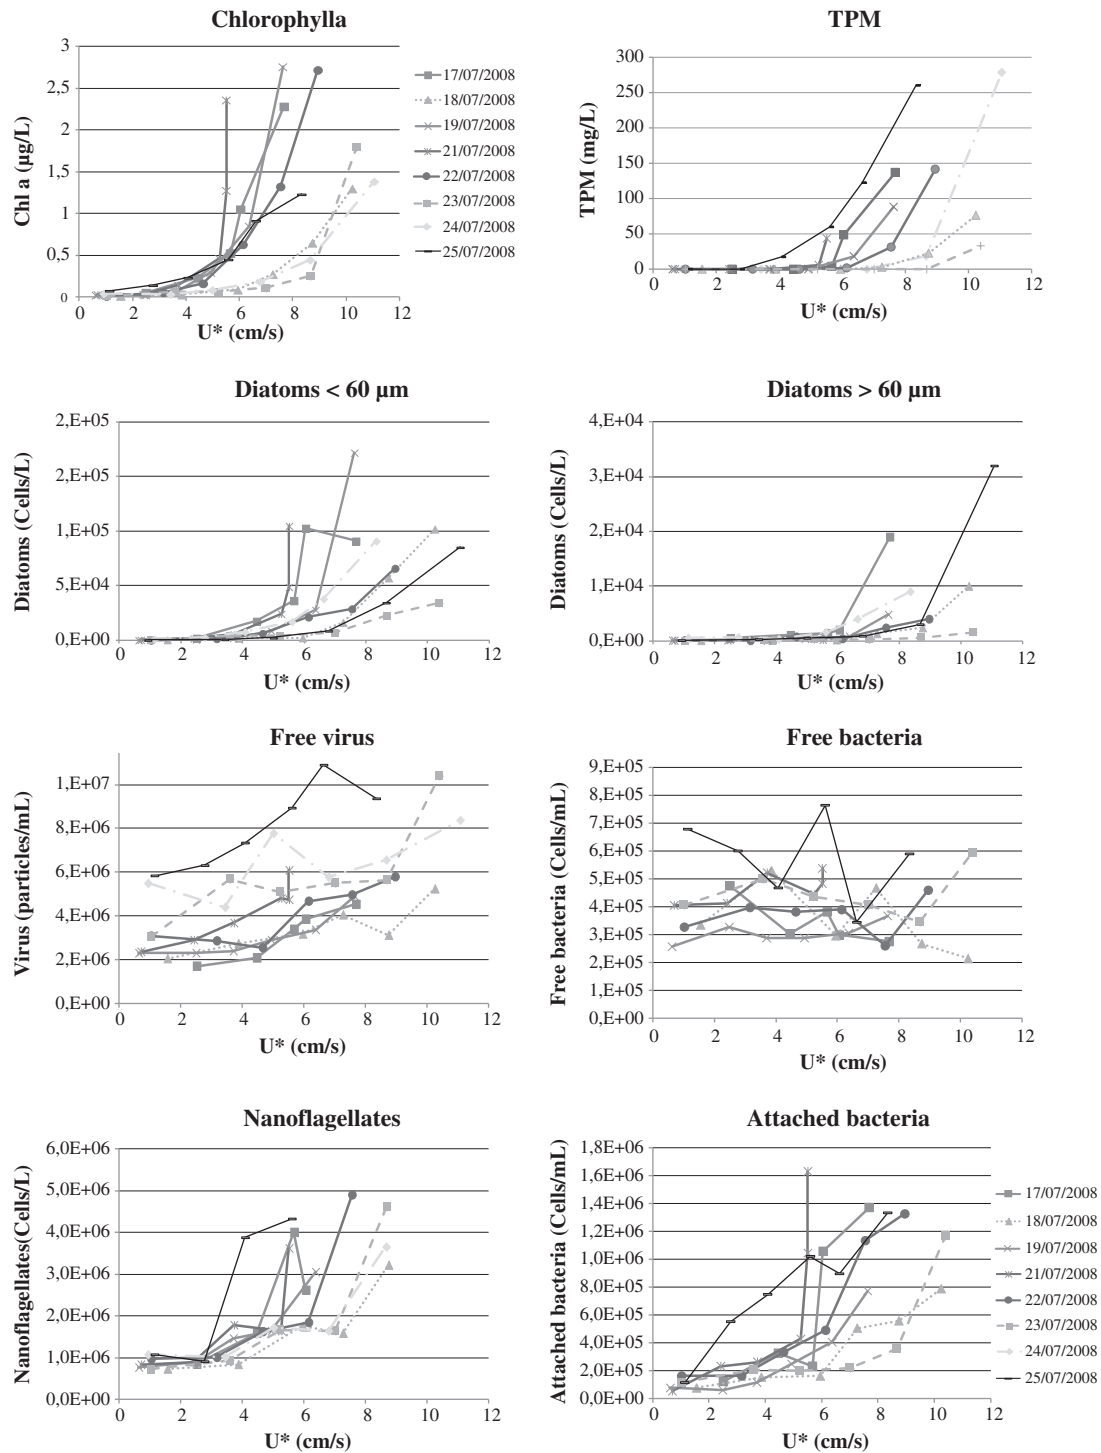 Chlorophylla
3
2,5
2
1,5
1
0,5
0
Chl a (µg/L)
0 2 4 6 8 10 12
U* (cm/s)
17/07/2008
18/07/2008
19/07/2008
21/07/2008
22/07/2008
23/07/2008
24/07/2008
25/07/2008
TPM
300
250
200
150
100
50
0
TPM (mg/L)
0 2 4 6 8 10 12
U* (cm/s)
Diatoms < 60 µm
2,E+05
2,E+05
1,E+05
5,E+04
0,E+00
Diatoms (Cells/L)
0 2 4 6 8 10 12
U* (cm/s)
Diatoms > 60 µm
4,E+04
3,E+04
2,E+04
1,E+04
0,E+00
Diatoms (Cells/L)
0 2 4 6 8 10 12
U* (cm/s)
Free virus
1,E+07
8,E+06
6,E+06
4,E+06
2,E+06
0,E+00
Virus (particles/mL)
0 2 4 6 8 10 12
U* (cm/s)
Free bacteria
9,E+05
8,E+05
7,E+05
6,E+05
5,E+05
4,E+05
3,E+05
2,E+05
1,E+05
0,E+00
Free bacteria (Cells/mL)
0 2 4 6 8 10 12
U* (cm/s)
Nanoflagellates
6,0E+06
5,0E+06
4,0E+06
3,0E+06
2,0E+06
1,0E+06
0,0E+00
Nanoflagellates(Cells/L)
0 2 4 6 8 10 12
U* (cm/s)
Attached bacteria
1,8E+06
1,6E+06
1,4E+06
1,2E+06
1,0E+06
8,0E+05
6,0E+05
4,0E+05
2,0E+05
0,0E+00
Attached bacteria (Cells/mL)
0 2 4 6 8 10 12
U* (cm/s)
17/07/2008
18/07/2008
19/07/2008
21/07/2008
22/07/2008
23/07/2008
24/07/2008
25/07/2008